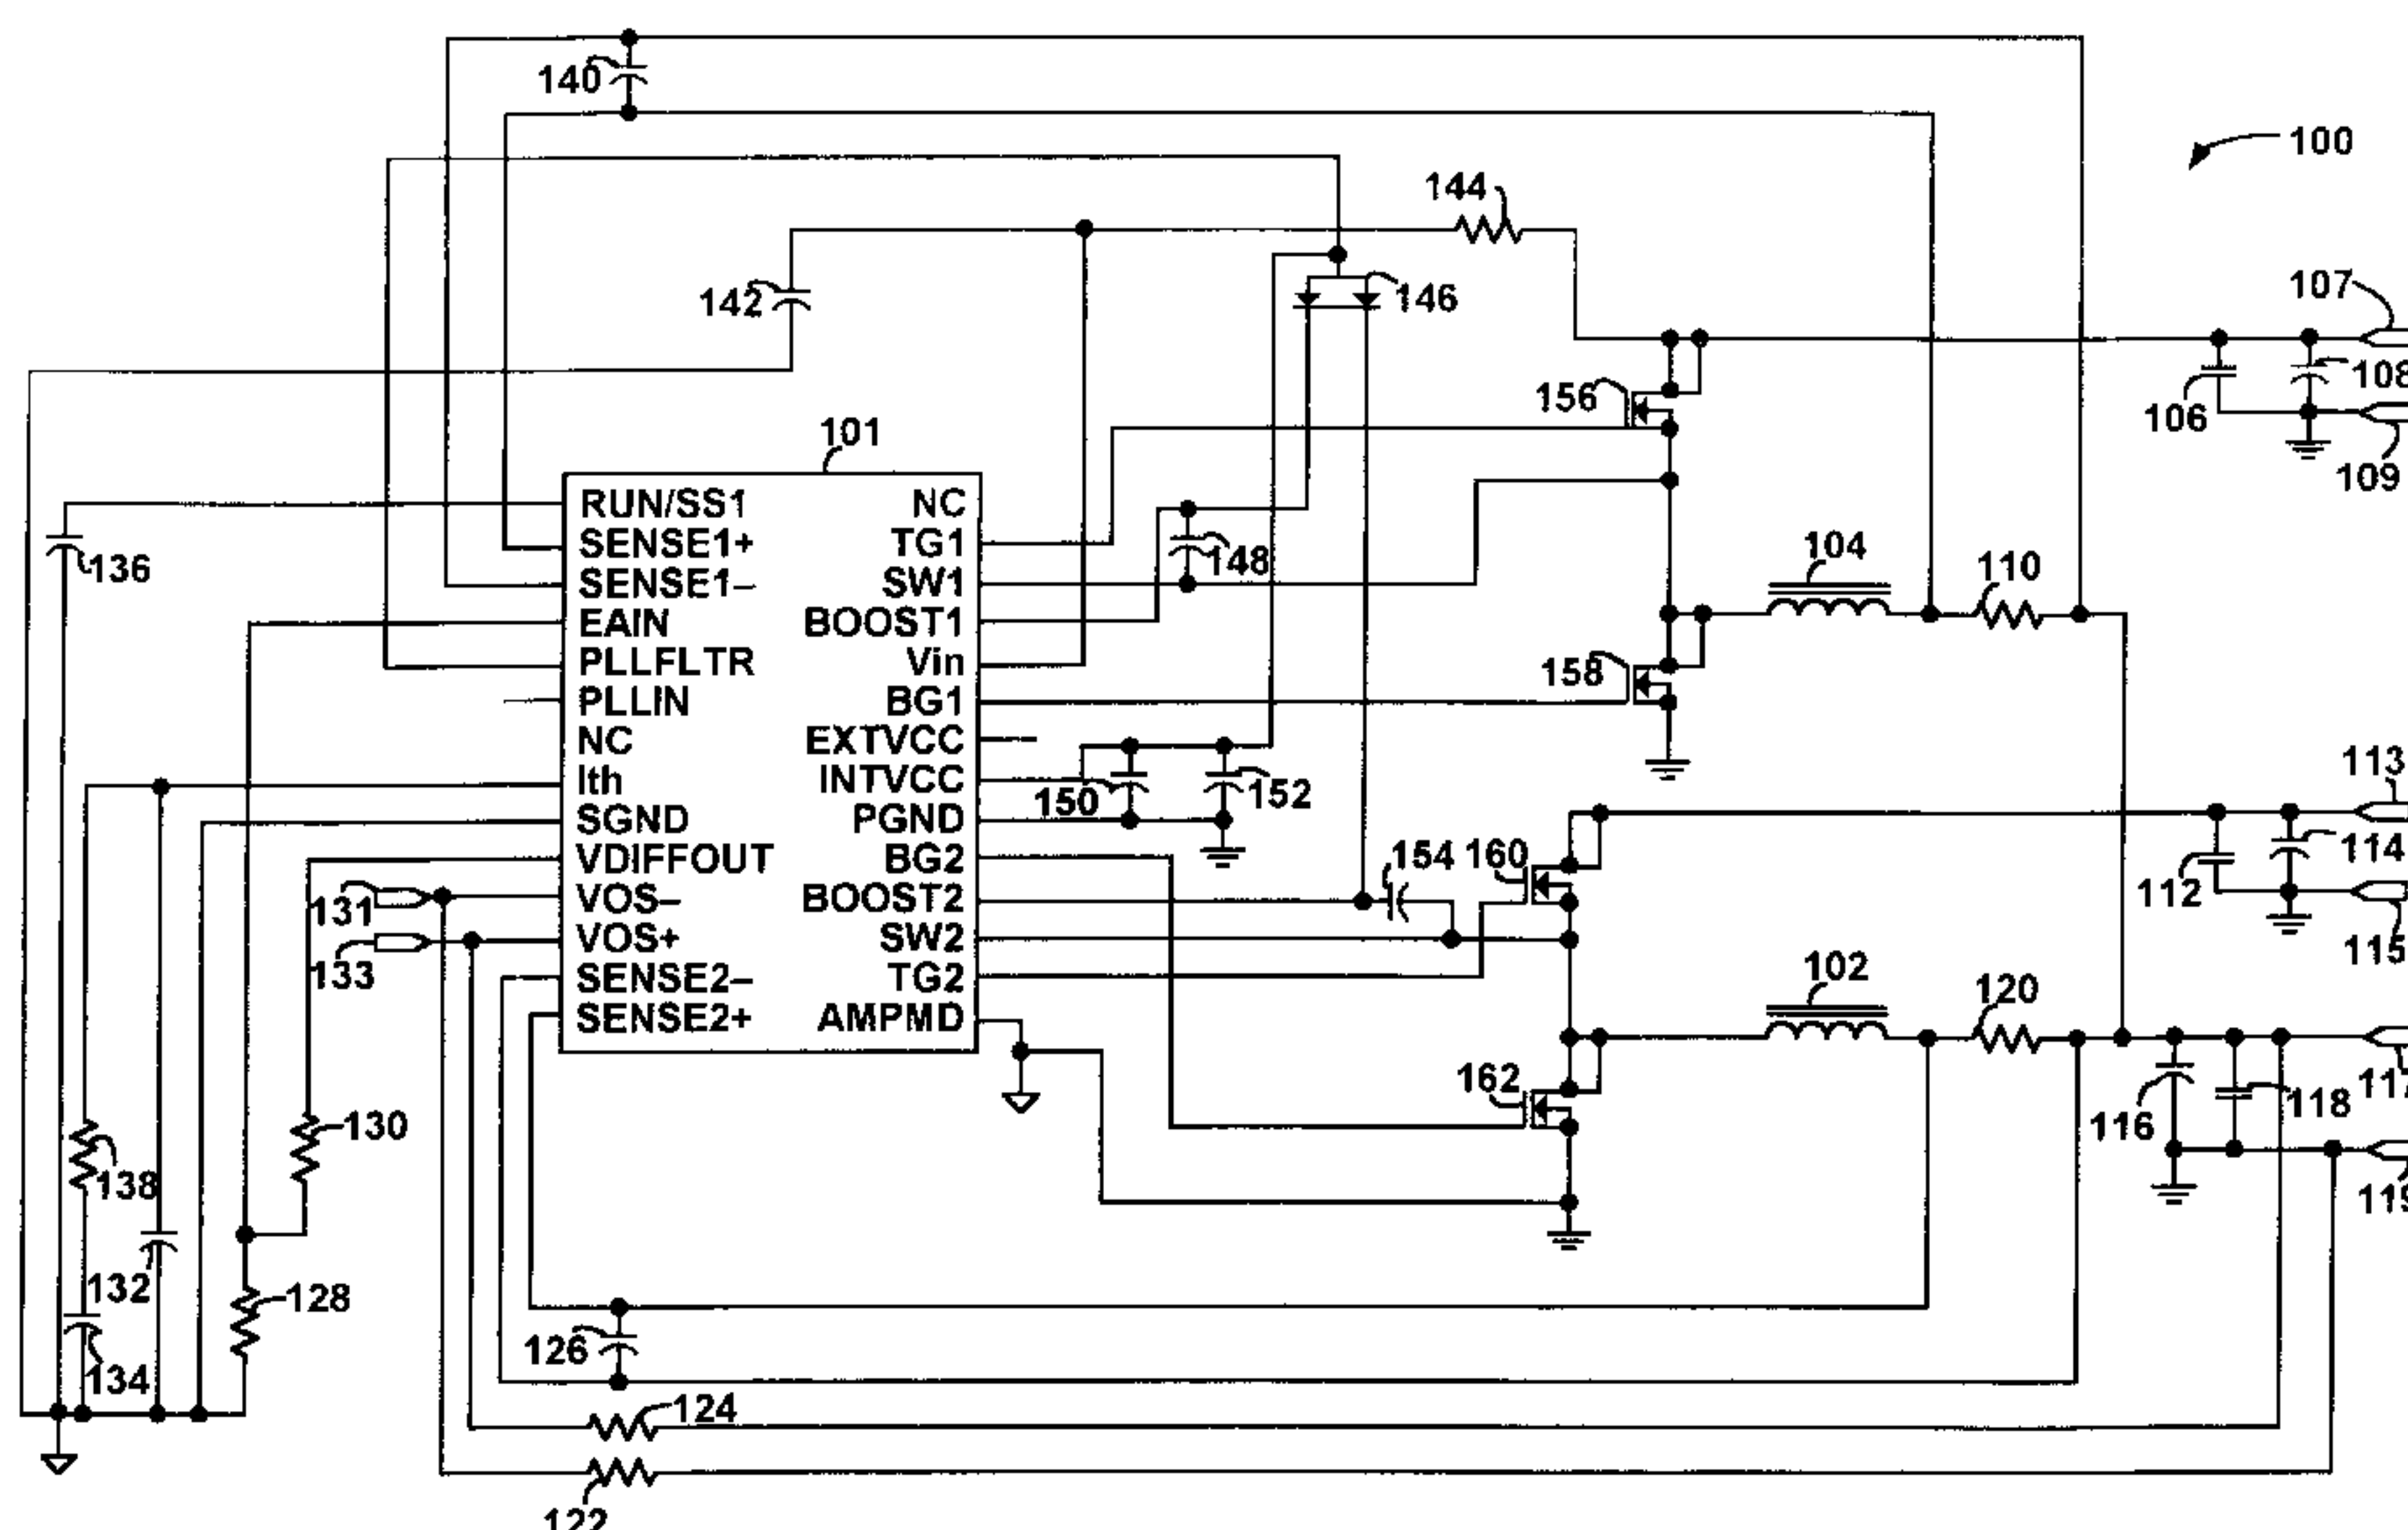 140
100
144
142
146
107
108
156
106
109
101
RUN/SS1
SENSE1+
SENSE1–
EAIN
PLLFLTR
PLLIN
NC
Ith
SGND
VDIFFOUT
VOS–
VOS+
SENSE2–
SENSE2+
NC
TG1
SW1
BOOST1
Vin
BG1
EXTVCC
INTVCC
PGND
BG2
BOOST2
SW2
TG2
AMPMD
136
148
104
110
158
150
152
113
154
160
114
112
131
133
115
102
120
162
116
118
130
138
132
128
134
126
124
122